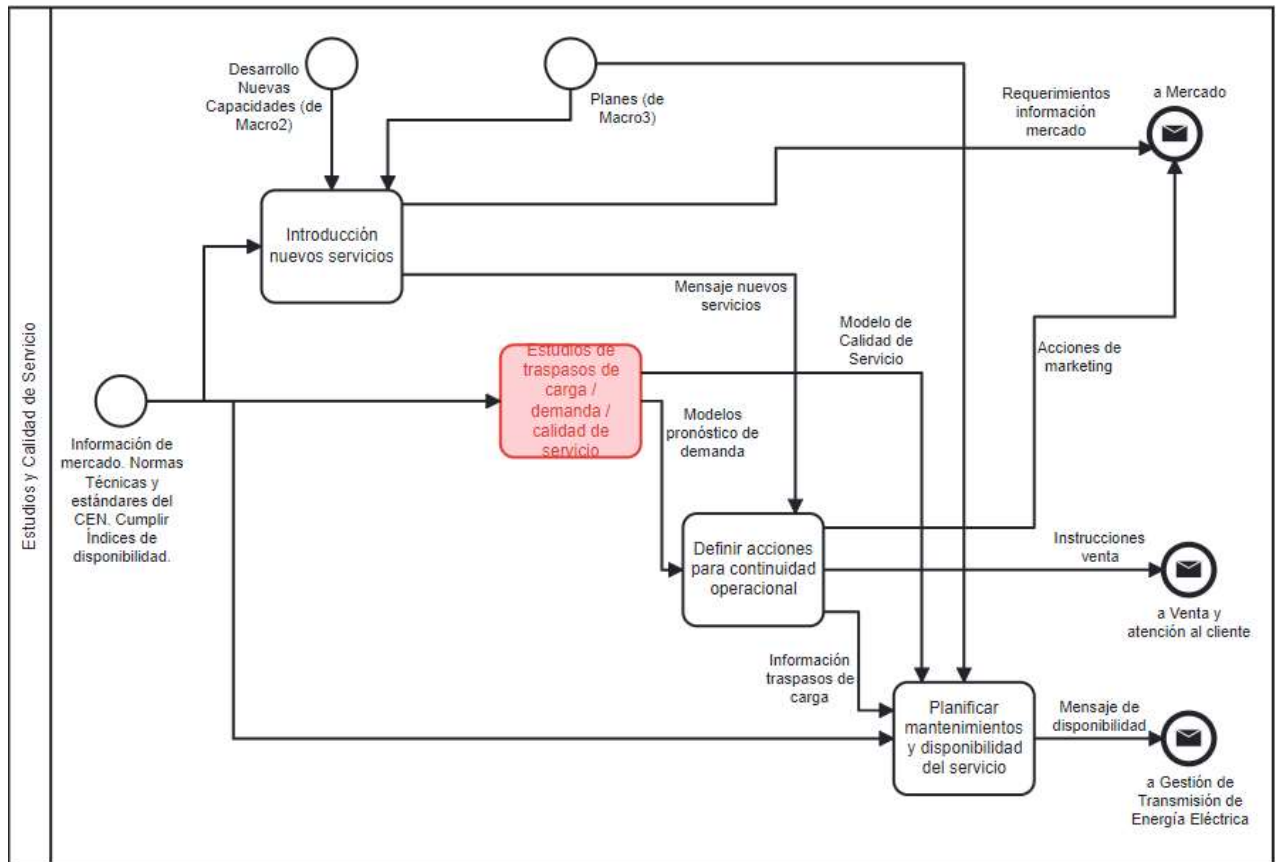 Estudios y Calidad de Servicio
Desarrollo
Nuevas
Capacidades (de
Macro2)
Planes (de
Macro3)
Requerimientos
información
mercado
a Mercado
Introducción
nuevos servicios
Mensaje nuevos
servicios
Modelo de
Calidad de
Servicio
Acciones de
marketing
Estudios de
traspasos de
carga /
demanda /
calidad de
servicio
Modelos
pronóstico de
demanda
Información de
mercado. Normas
Técnicas y
estándares del
CEN. Cumplir
Índices de
disponibilidad.
Definir acciones
para continuidad
operacional
Instrucciones
venta
a Venta y
atención al cliente
Información
traspasos de
carga
Planificar
mantenimientos
y disponibilidad
del servicio
Mensaje de
disponibilidad
a Gestión de
Transmisión de
Energía Eléctrica